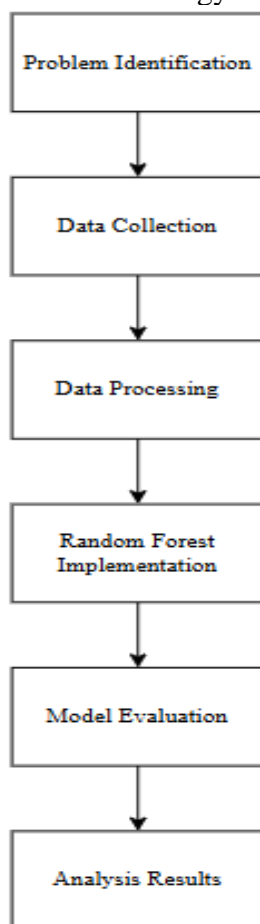 Problem Identification
Data Collection
Data Processing
Random Forest
Implementation
Model Evaluation
Analysis Results